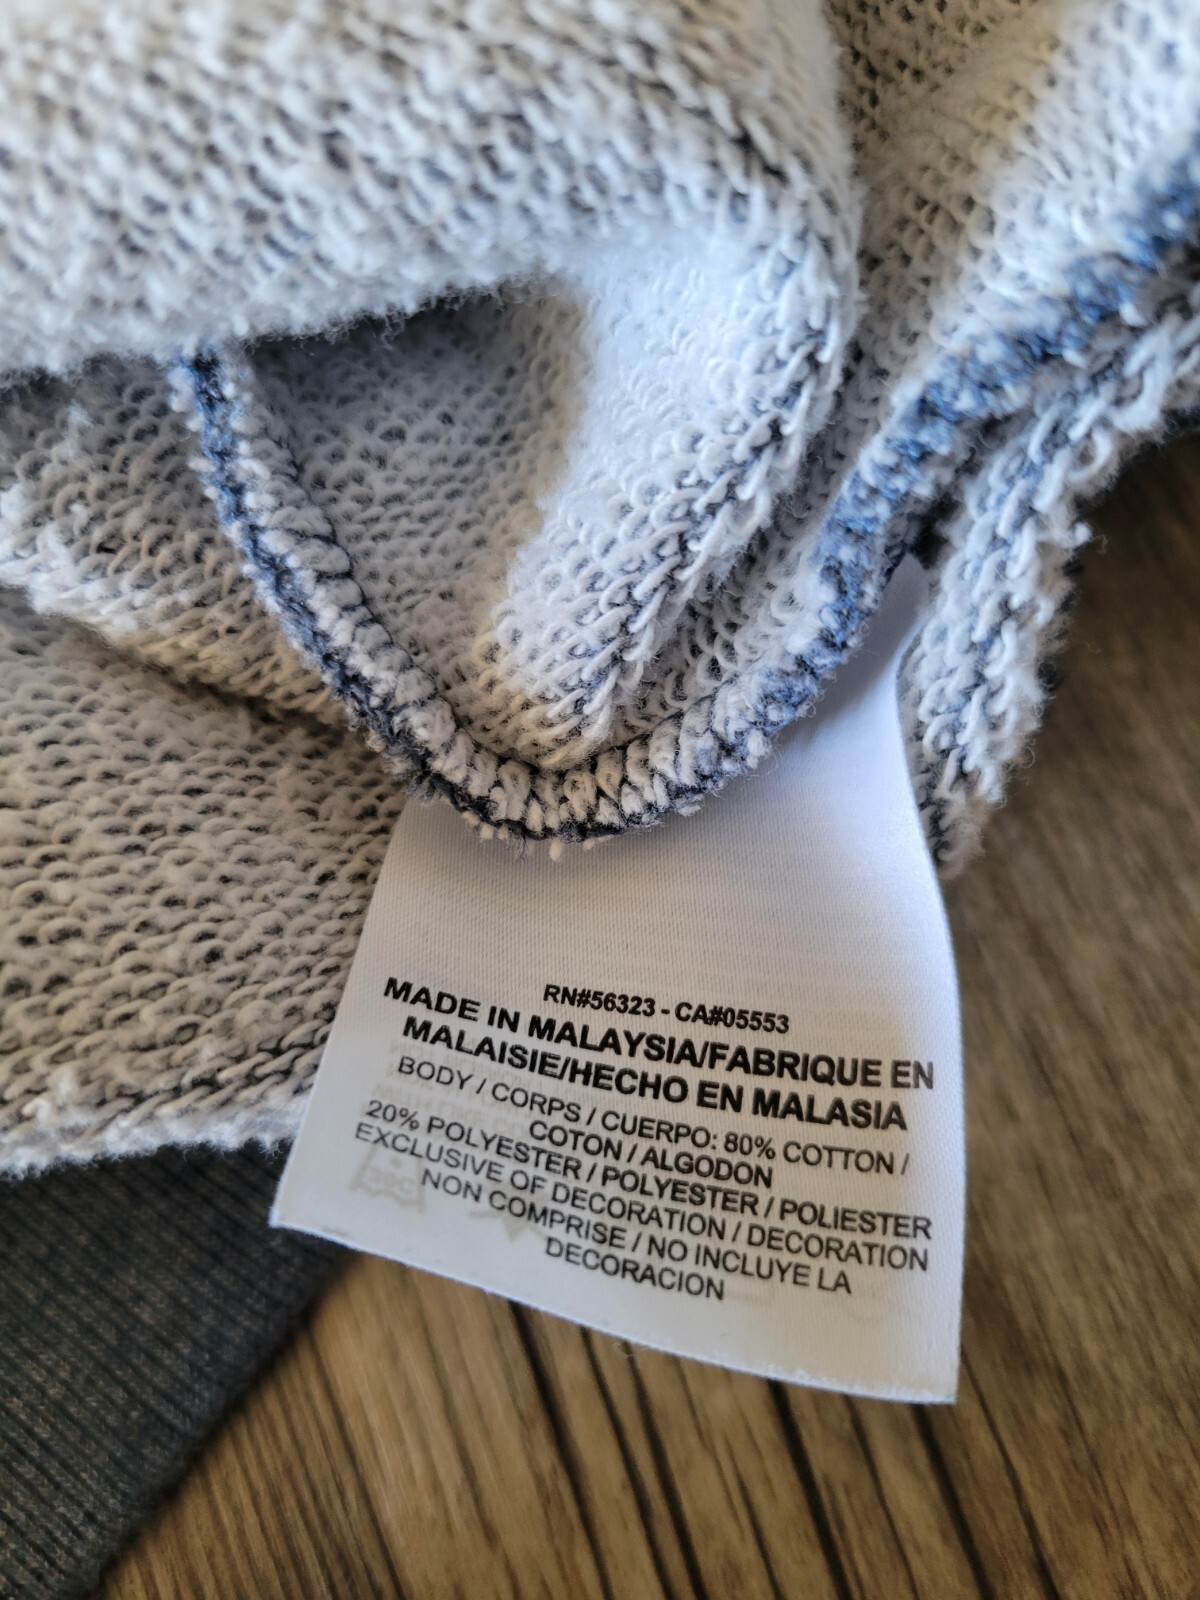 RN#56323 - CA#05553
MADE IN MALAYSIA/FABRIQUE EN
MALAISIE/HECHO EN MALASIA
BODY / CORPS / CUERPO: 80% COTTON /
COTON / ALGODON
20% POLYESTER / POLYESTER / POLIESTER
EXCLUSIVE OF DECORATION / DECORATION
NON COMPRISE / NO INCLUYE LA
DECORACION